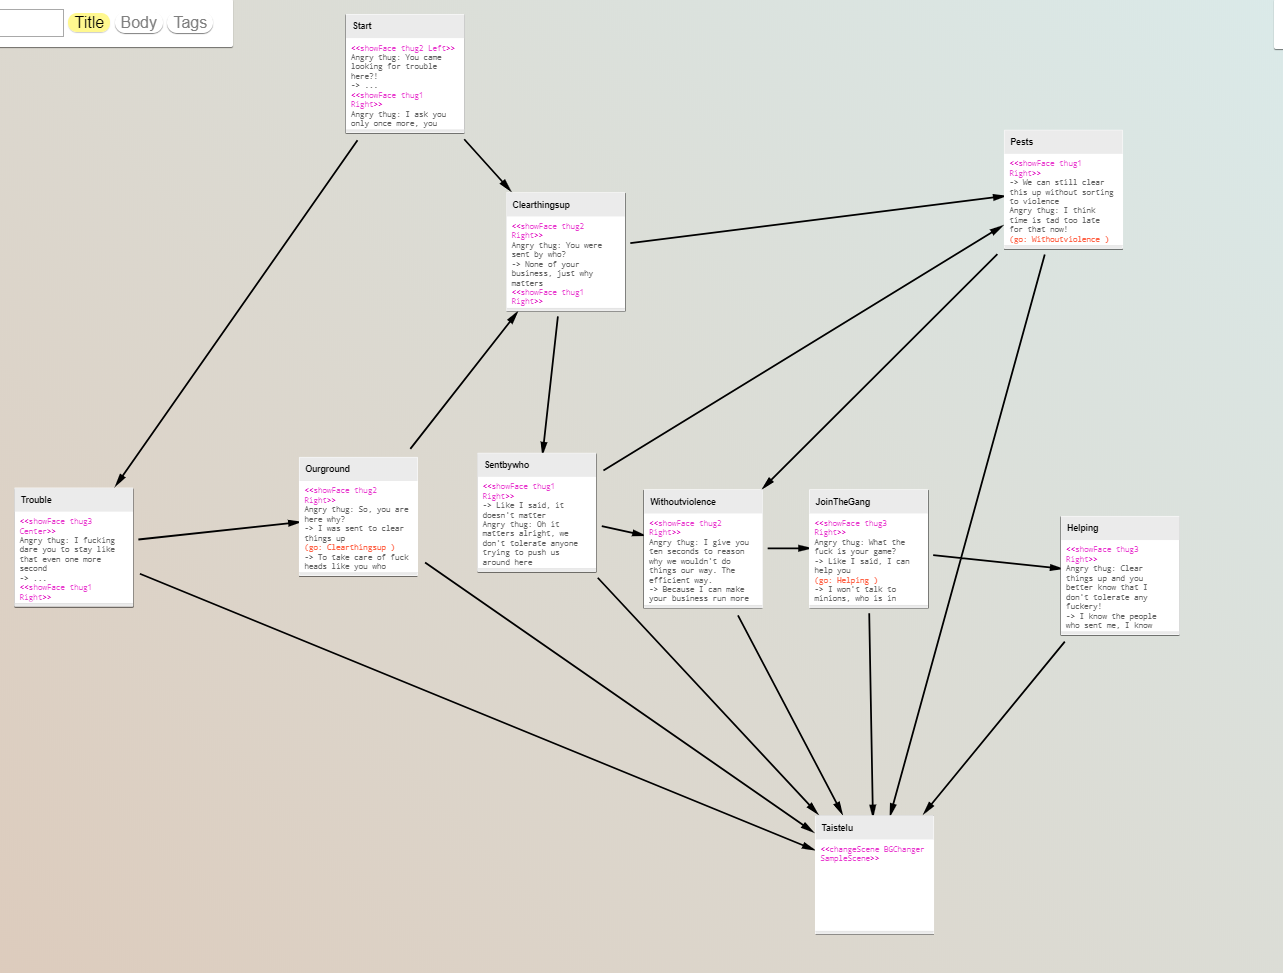 Title Body Tags
Start
<<showFace thug2 Left>>
Angry thug: You came
looking for trouble
here?!
-> ...
<<showFace thug1
Right>>
Angry thug: I ask you
only once more, you
Pests
<<showFace thug1
Right>>
-> We can still clear
this up without sorting
to violence
Angry thug: I think
time is tad too late
for that now!
(go: Withoutviolence )
Clearthingsup
<<showFace thug2
Right>>
Angry thug: You were
sent by who?
-> None of your
business, just why
matters
<<showFace thug1
Right>>
Trouble
<<showFace thug3
Center>>
Angry thug: I fucking
dare you to stay like
that even one more
second
-> ...
<<showFace thug1
Right>>
Ourground
<<showFace thug2
Right>>
Angry thug: So, you are
here why?
-> I was sent to clear
things up
(go: Clearthingsup )
-> To take care of fuck
heads like you who
Sentbywho
<<showFace thug1
Right>>
-> Like I said, it
doesn't matter
Angry thug: Oh it
matters alright, we
don't tolerate anyone
trying to push us
around here
Withoutviolence
<<showFace thug2
Right>>
Angry thug: I give you
ten seconds to reason
why we wouldn't do
things our way. The
efficient way.
-> Because I can make
your business run more
JoinTheGang
<<showFace thug3
Right>>
Angry thug: What the
fuck is your game?
-> Like I said, I can
help you
(go: Helping )
-> I won't talk to
minions, who is in
Helping
<<showFace thug3
Right>>
Angry thug: Clear
things up and you
better know that I
don't tolerate any
fuckery!
-> I know the people
who sent me, I know
Taistelu
<<changeScene BGChanger
SampleScene>>